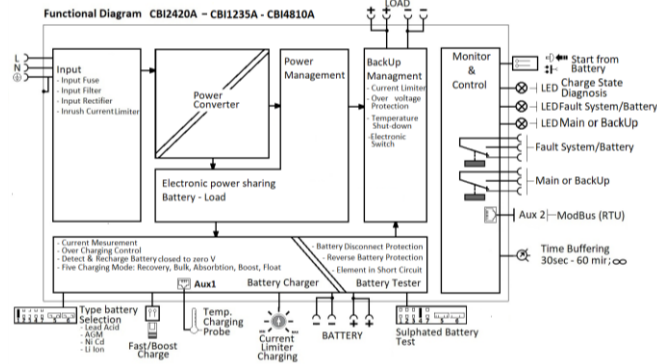 Functional Diagram CBI2420A – CBI1235A - CBI4810A
LOAD
+ + - -
L
N
Input
- Input Fuse
- Input Filter
- Input Rectifier
- Inrush CurrentLimiter
Power
Converter
Power
Management
BackUp
Managment
- Current Limiter
- Over voltage
Protection
- Temperature
Shut-down
-Electronic
Switch
Monitor
&
Control
Start from
Battery
LED
Charge State
Diagnosis
LED Fault System/Battery
LED Main or BackUp
Fault System/Battery
Main or BackUp
Aux 2 ModBus (RTU)
Time Buffering
30sec - 60 mir; ∞
Electronic power sharing
Battery - Load
- Current Mesurement
- Over Charging Control
- Detect & Recharge Battery closed to zero V
- Five Charging Mode: Recovery, Bulk, Absorbtion, Boost, Float
Aux1
Battery Charger
- Battery Disconnect Protection
- Reverse Battery Protection
- Element in Short Circuit
Battery Tester
Type battery
Selection
- Lead Acid
- AGM
- Ni Cd
- Li Ion
Fast/Boost
Charge
Temp.
Charging
Probe
Current
Limiter
Charging
- - + +
BATTERY
Sulphated Battery
Test